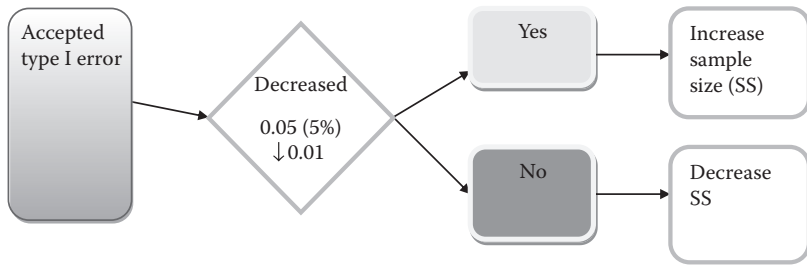 Accepted
type I error
Decreased
0.05 (5%)
↓0.01
Yes
Increase
sample
size (SS)
No
Decrease
SS